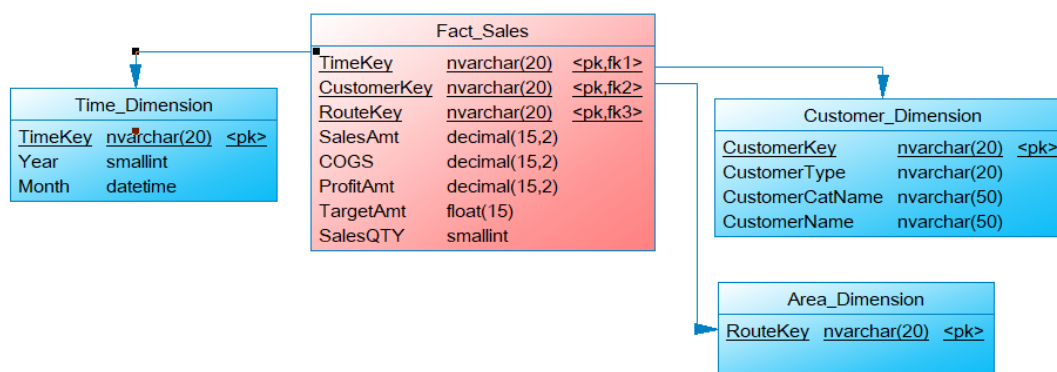 Fact_Sales
TimeKey nvarchar(20) <pk,fk1>
CustomerKey nvarchar(20) <pk,fk2>
RouteKey nvarchar(20) <pk,fk3>
SalesAmt decimal(15,2)
COGS decimal(15,2)
ProfitAmt decimal(15,2)
TargetAmt float(15)
SalesQTY smallint
Time_Dimension
TimeKey nvarchar(20) <pk>
Year smallint
Month datetime
Customer_Dimension
CustomerKey nvarchar(20) <pk>
CustomerType nvarchar(20)
CustomerCatName nvarchar(50)
CustomerName nvarchar(50)
Area_Dimension
RouteKey nvarchar(20) <pk>